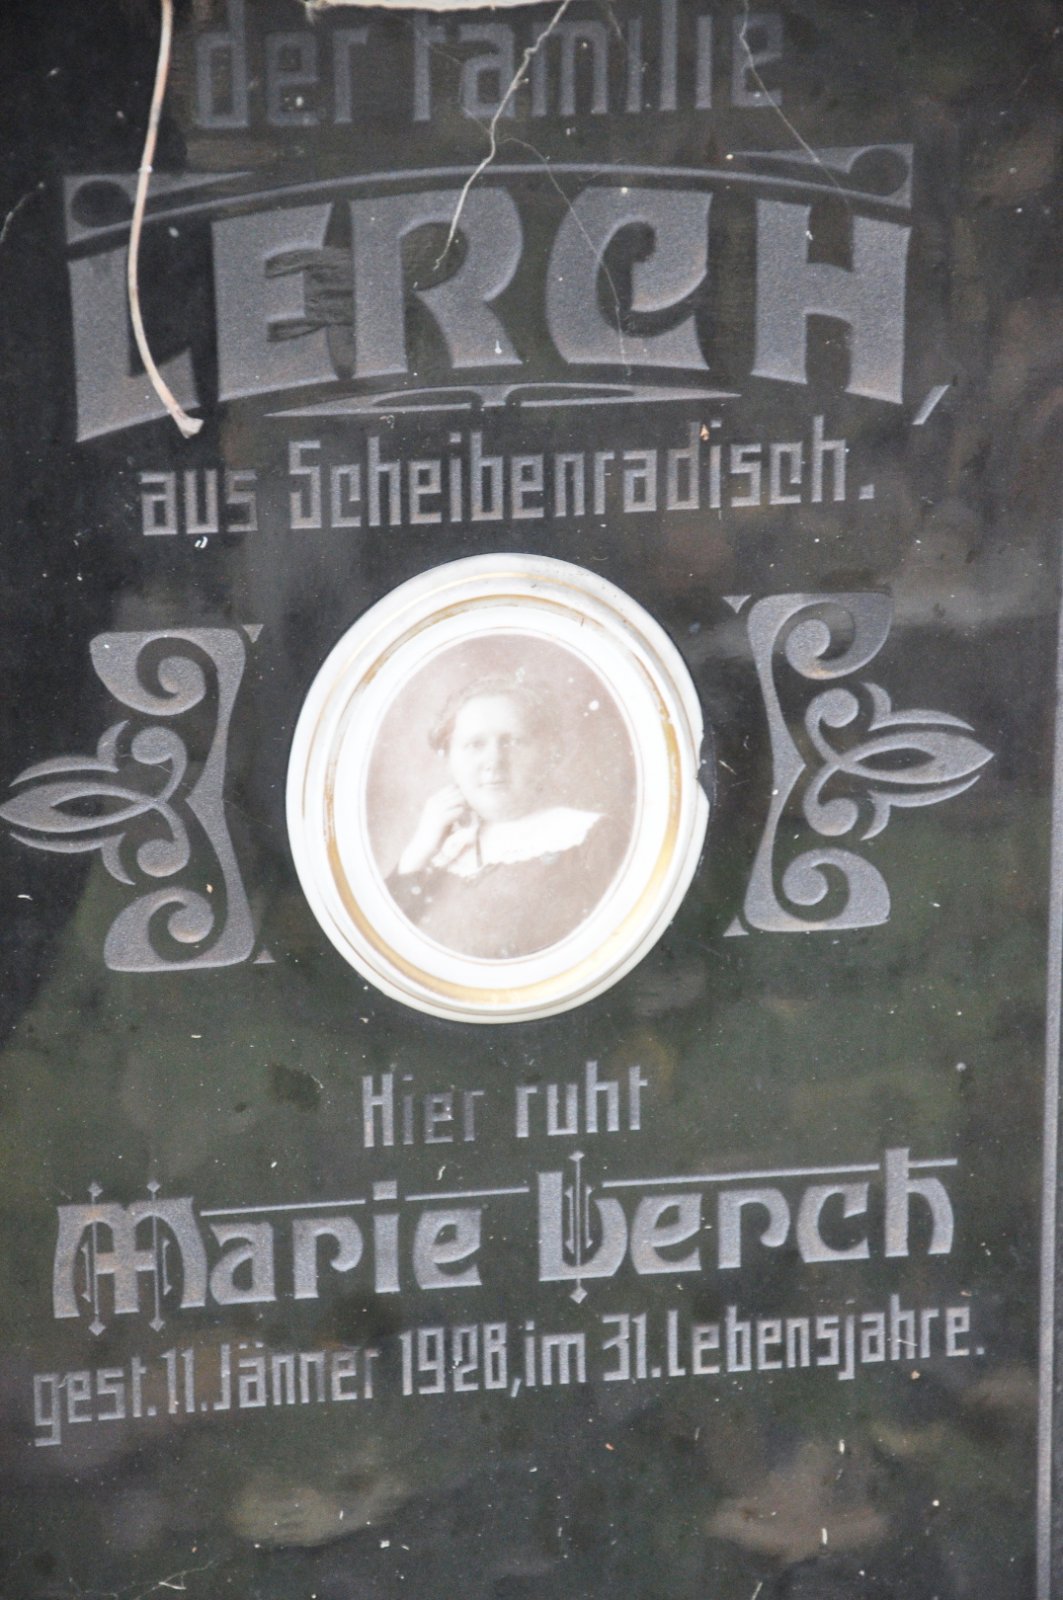 der Familie
LERCH,
aus Scheibenradisch.
Hier ruht
Marie Lerch
gest. 11. Jänner 1928, im 31. Lebensjahre.